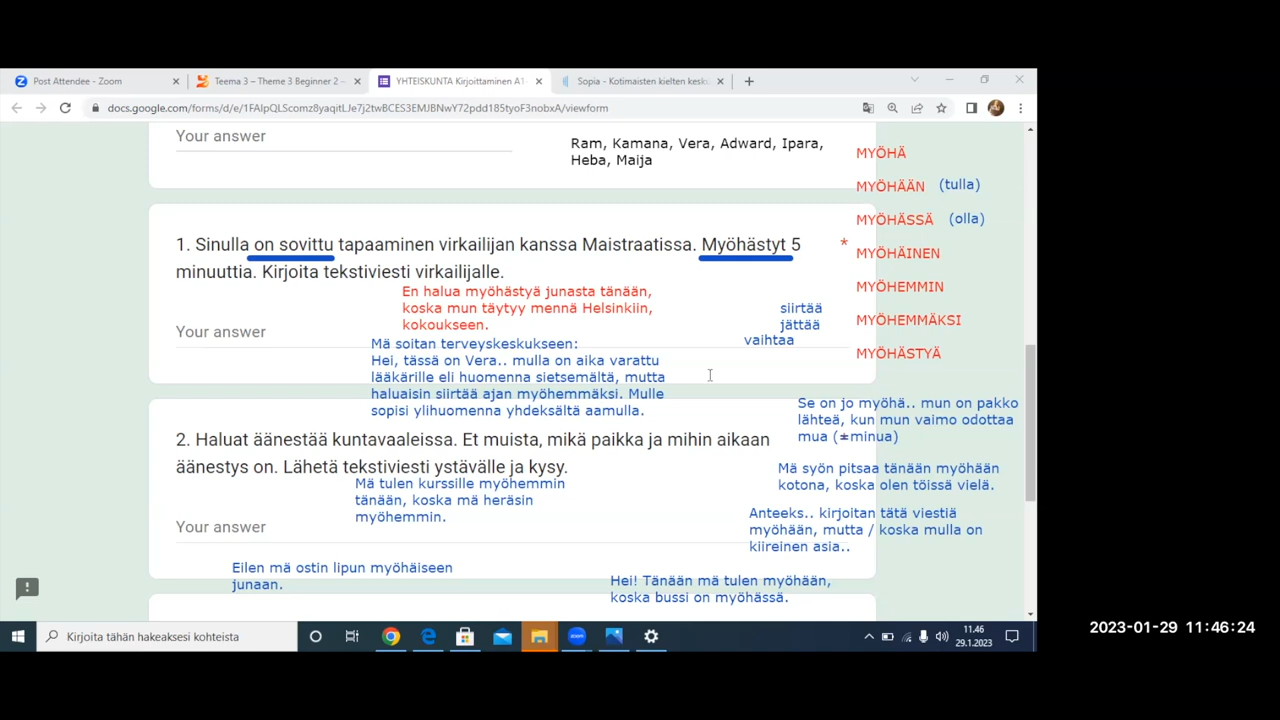 Post Attendee - Zoom
Teema 3 – Theme 3 Beginner 2 –
YHTEISKUNTA Kirjoittaminen A1
Sopia - Kotimaisten kielten kesku
docs.google.com/forms/d/e/1FAIpQLScomz8yaqitLJe7j2twBCES3EMJBNwY72pdd185tyoF3nobxA/viewform
Your answer
Ram, Kamana, Vera, Adward, Ipara,
Heba, Maija
MYÖHÄ
MYÖHÄÄN (tulla)
MYÖHÄSSÄ (olla)
MYÖHÄINEN
MYÖHEMMIN
MYÖHEMMÄKSI
MYÖHÄSTYÄ
1. Sinulla on sovittu tapaaminen virkailijan kanssa Maistraatissa. Myöhästyt 5 *
minuuttia. Kirjoita tekstiviesti virkailijalle.
En halua myöhästyä junasta tänään,
koska mun täytyy mennä Helsinkiin,
kokoukseen.
siirtää
jättää
vaihtaa
Your answer
Mä soitan terveyskeskukseen:
Hei, tässä on Vera.. mulla on aika varattu
lääkärille eli huomenna sietsemältä, mutta
haluaisin siirtää ajan myöhemmäksi. Mulle
sopisi ylihuomenna yhdeksältä aamulla.
Se on jo myöhä.. mun on pakko
lähteä, kun mun vaimo odottaa
mua (=minua)
2. Haluat äänestää kuntavaaleissa. Et muista, mikä paikka ja mihin aikaan
äänestys on. Lähetä tekstiviesti ystävälle ja kysy.
Mä tulen kurssille myöhemmin
tänään, koska mä heräsin
myöhemmin.
Mä syön pitsaa tänään myöhään
kotona, koska olen töissä vielä.
Your answer
Anteeks.. kirjoitan tätä viestiä
myöhään, mutta / koska mulla on
kiireinen asia..
Eilen mä ostin lipun myöhäiseen
junaan.
Hei! Tänään mä tulen myöhään,
koska bussi on myöhässä.
Kirjoita tähän hakeaksesi kohteista
zoom
11.46
29.1.2023
2023-01-29 11:46:24